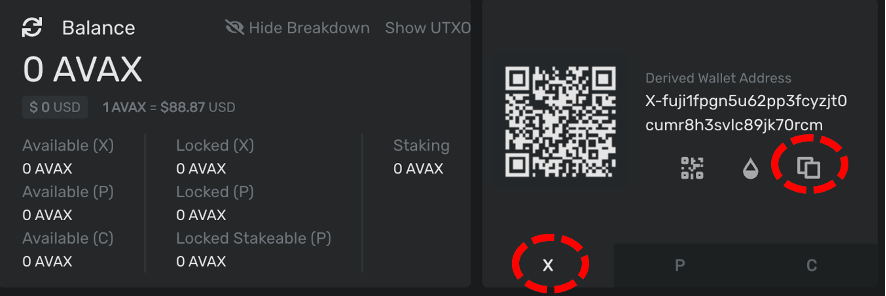 Balance
Hide Breakdown
Show UTXO
0 AVAX
$ 0 USD
1 AVAX = $88.87 USD
Available (X)
0 AVAX
Available (P)
0 AVAX
Available (C)
0 AVAX
Locked (X)
0 AVAX
Locked (P)
0 AVAX
Locked Stakeable (P)
0 AVAX
Staking
0 AVAX
Derived Wallet Address
X-fuji1fpgn5u62pp3fcyzjt0
cumr8h3svlc89jk70rcm
X
P
C